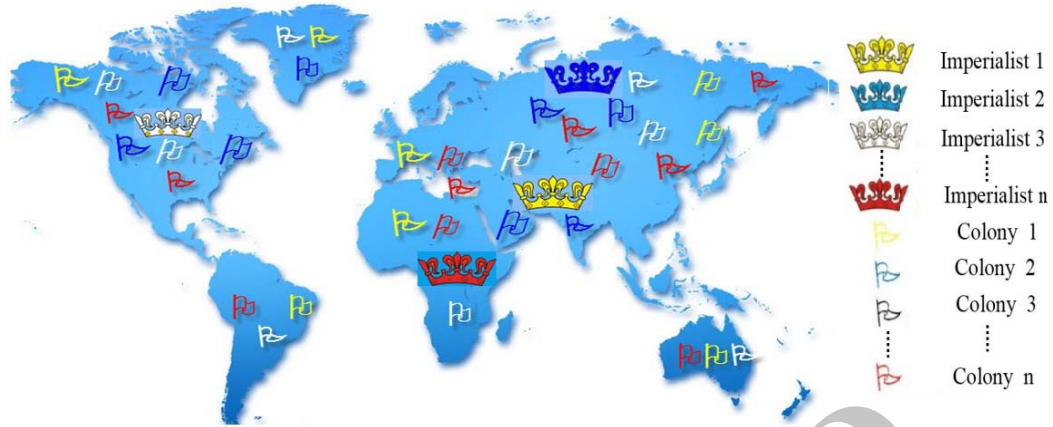 Imperialist 1
Imperialist 2
Imperialist 3
Imperialist n
Colony 1
Colony 2
Colony 3
Colony n